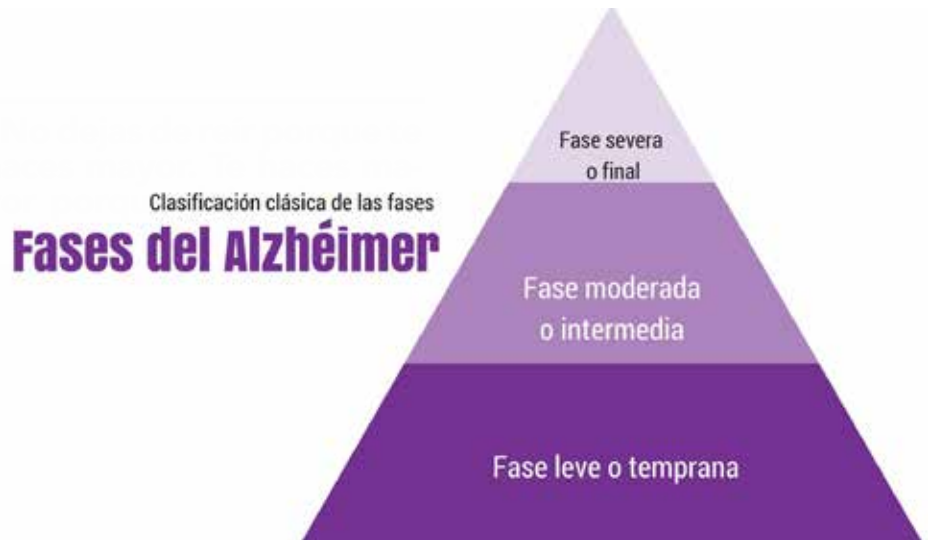 Clasificación clásica de las fases
Fases del Alzhéimer
Fase severa
o final
Fase moderada
o intermedia
Fase leve o temprana